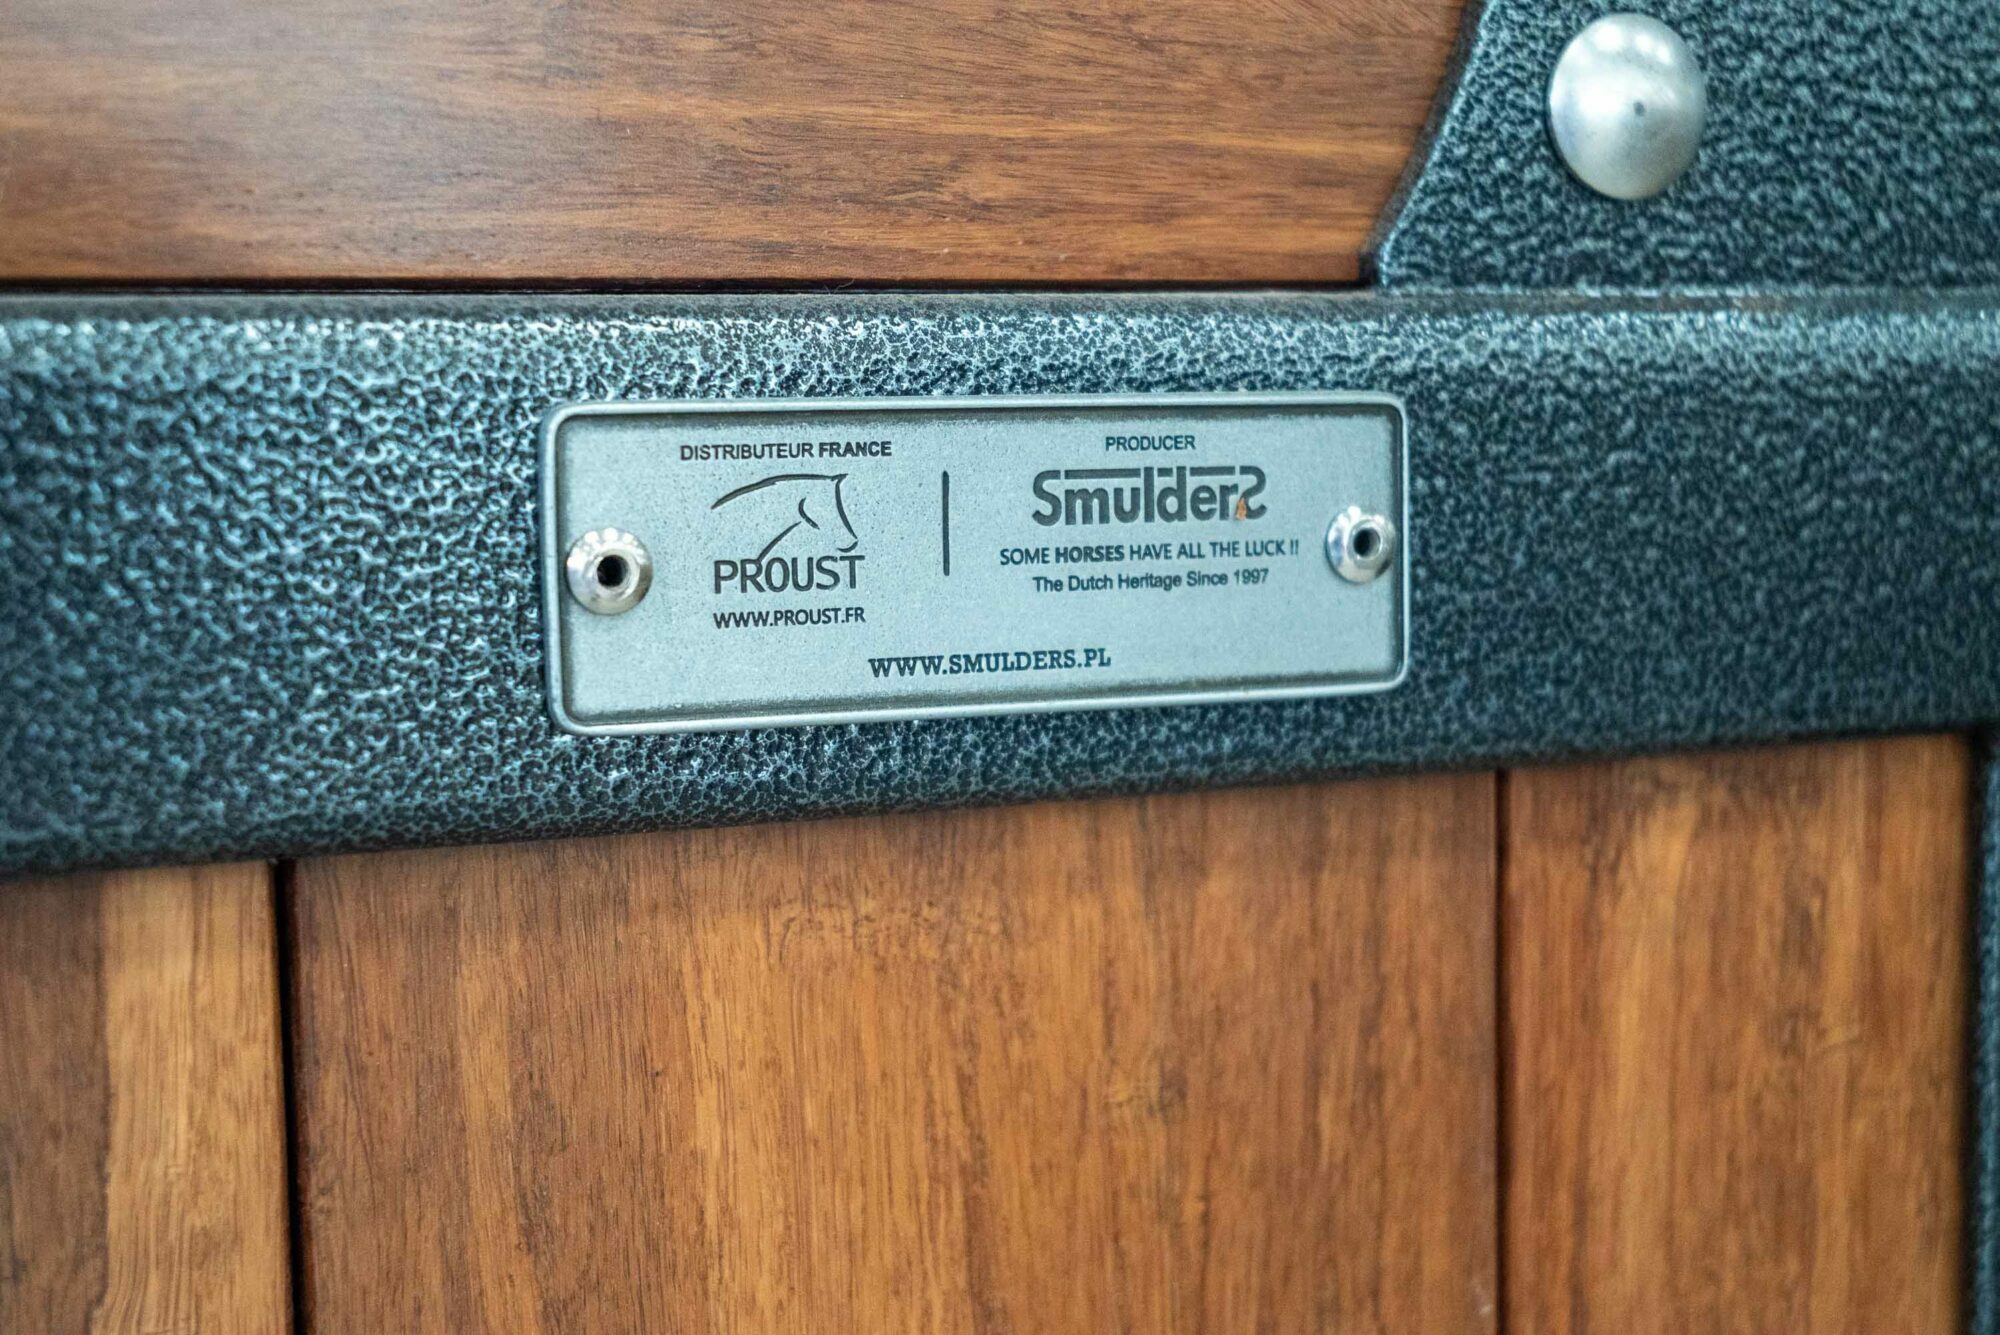 DISTRIBUTEUR FRANCE
PROUST
WWW.PROUST.FR
PRODUCER
SmulderS
SOME HORSES HAVE ALL THE LUCK !!
The Dutch Heritage Since 1997
WWW.SMULDERS.PL